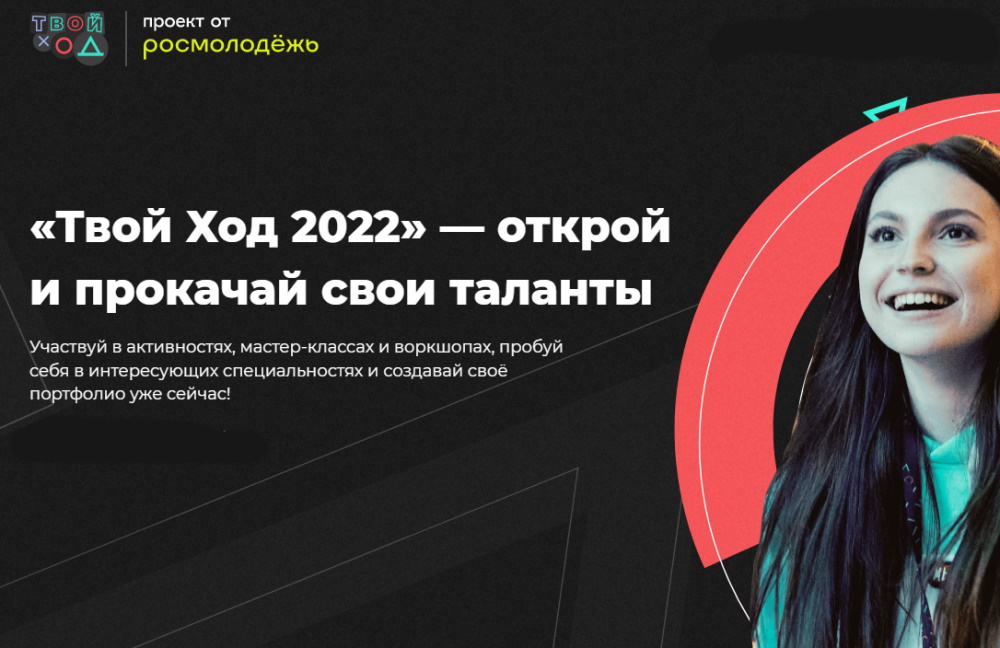 ТВОЙ
ХОД
проект от
росмолодёжь
«Твой Ход 2022» — открой
и прокачай свои таланты
Участвуй в активностях, мастер-классах и воркшопах, пробуй
себя в интересующих специальностях и создавай своё
портфолио уже сейчас!